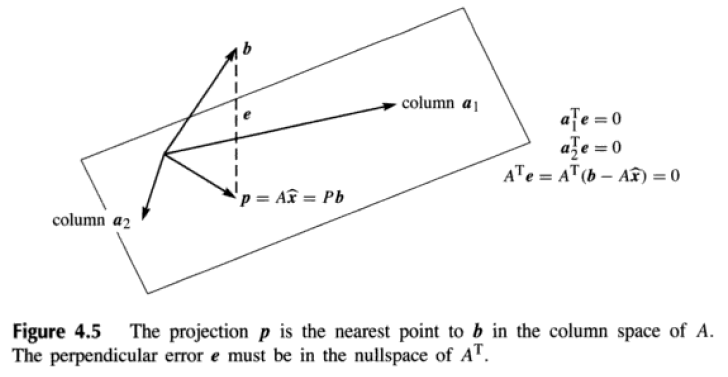 b
e
column a₁
p = Ax̂ = Pb
column a₂
a₁ᵀe = 0
a₂ᵀe = 0
Aᵀe = Aᵀ(b − Ax̂) = 0
Figure 4.5 The projection p is the nearest point to b in the column space of A.
The perpendicular error e must be in the nullspace of Aᵀ.